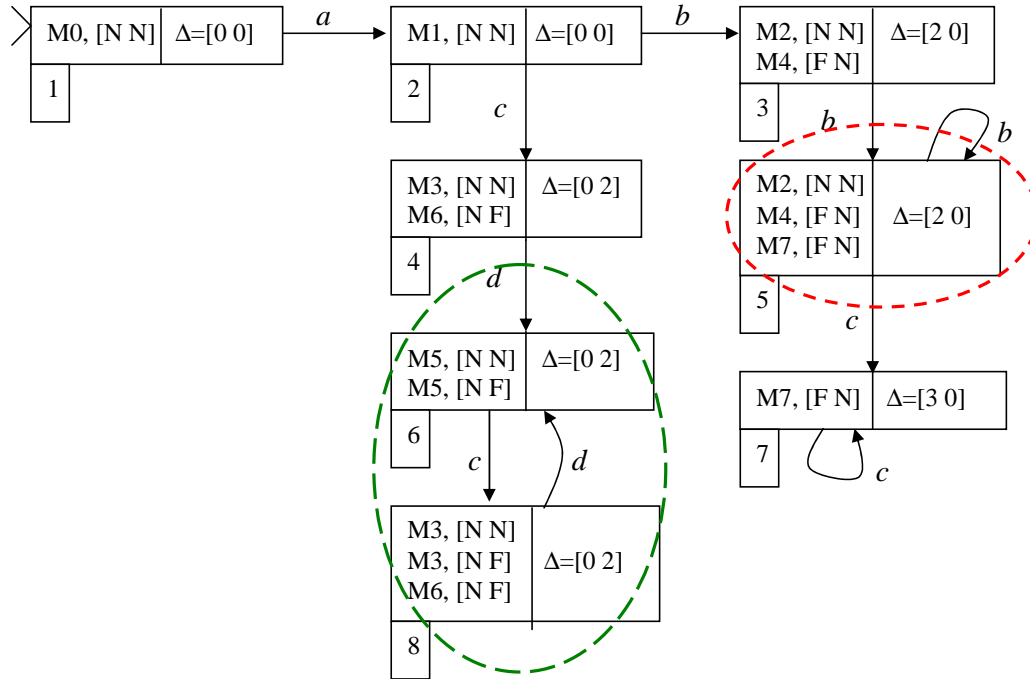 M0, [N N] Δ=[0 0]
1
a
M1, [N N] Δ=[0 0]
2
b
M2, [N N] Δ=[2 0]
M4, [F N]
3
c
b
b
M3, [N N] Δ=[0 2]
M6, [N F]
4
M2, [N N]
M4, [F N] Δ=[2 0]
M7, [F N]
5
d
c
M5, [N N] Δ=[0 2]
M5, [N F]
6
M7, [F N] Δ=[3 0]
7
c
c
d
M3, [N N]
M3, [N F] Δ=[0 2]
M6, [N F]
8